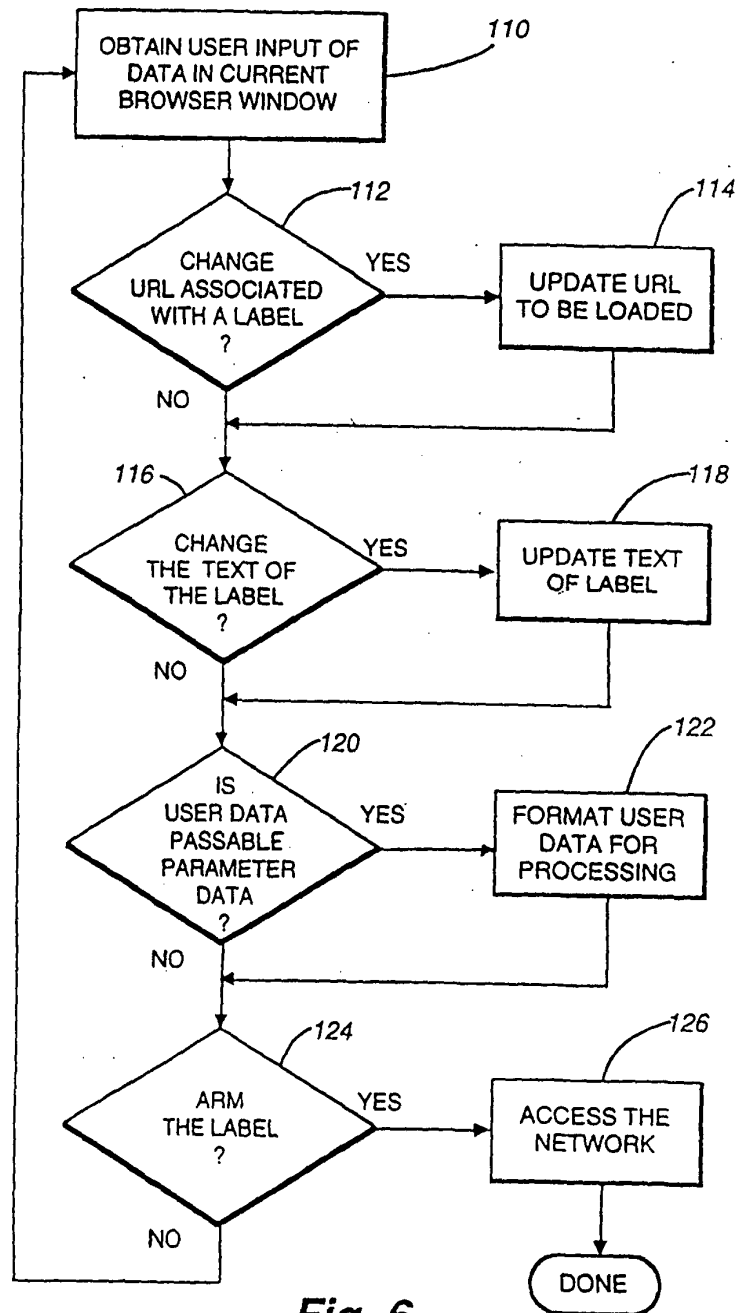 110
OBTAIN USER INPUT OF
DATA IN CURRENT
BROWSER WINDOW
112
CHANGE
URL ASSOCIATED
WITH A LABEL
?
YES
NO
114
UPDATE URL
TO BE LOADED
116
CHANGE
THE TEXT OF
THE LABEL
?
YES
NO
118
UPDATE TEXT
OF LABEL
120
IS
USER DATA
PASSABLE
PARAMETER
DATA
?
YES
NO
122
FORMAT USER
DATA FOR
PROCESSING
124
ARM
THE LABEL
?
YES
NO
126
ACCESS THE
NETWORK
DONE
Fig. 6